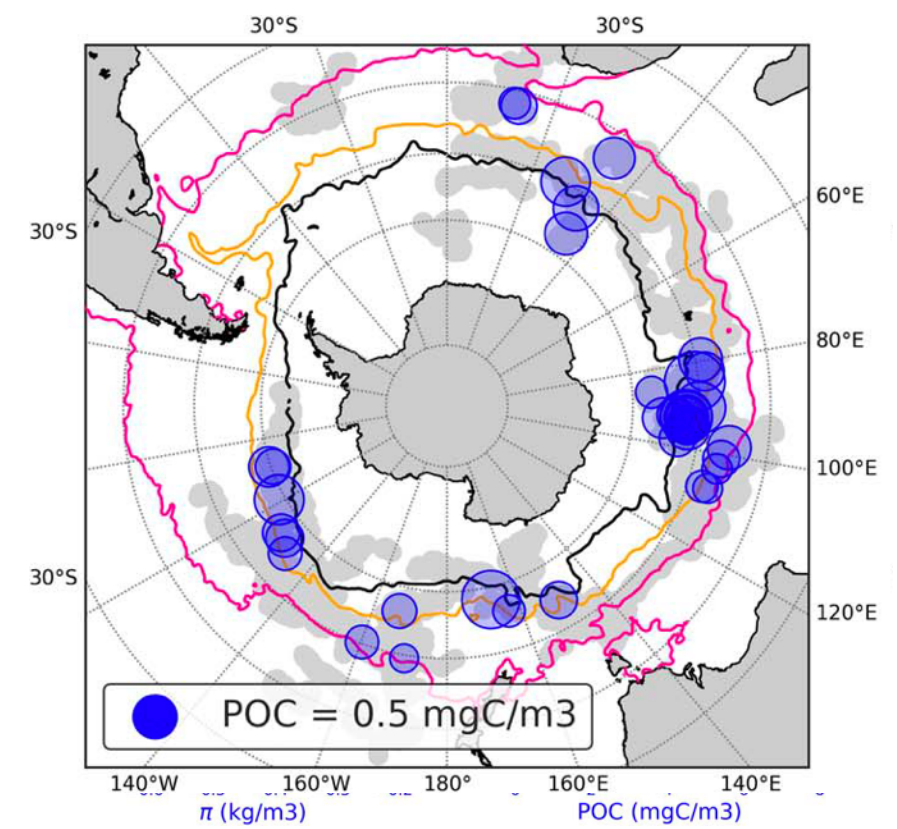 30°S 30°S
60°E
30°S
80°E
100°E
30°S
120°E
POC = 0.5 mgC/m3
140°W 160°W 180° 160°E 140°E
π (kg/m3) POC (mgC/m3)